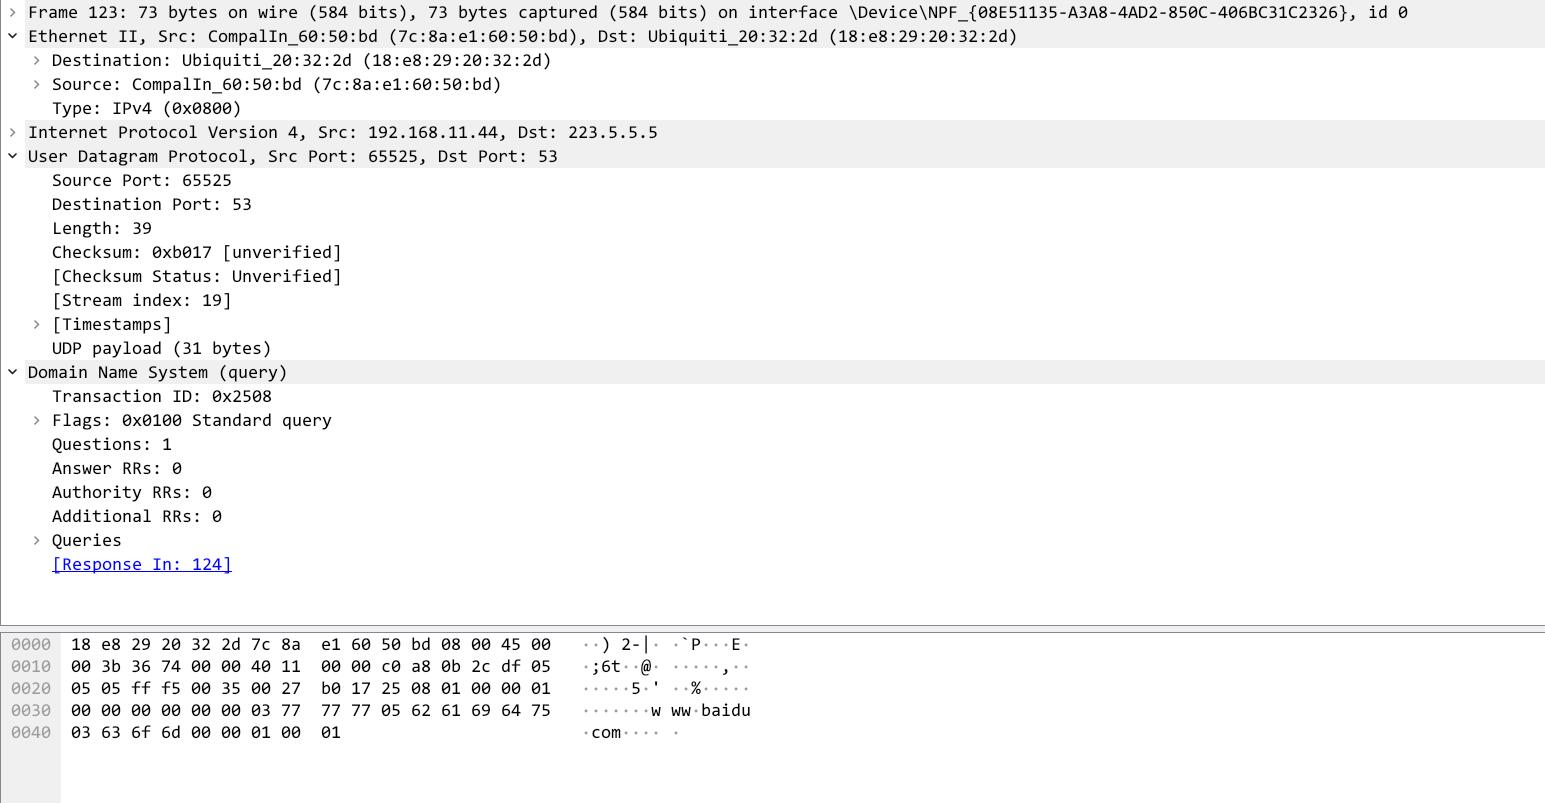 Frame 123: 73 bytes on wire (584 bits), 73 bytes captured (584 bits) on interface \Device\NPF_{08E51135-A3A8-4AD2-850C-406BC31C2326}, id 0
Ethernet II, Src: CompalIn_60:50:bd (7c:8a:e1:60:50:bd), Dst: Ubiquiti_20:32:2d (18:e8:29:20:32:2d)
Destination: Ubiquiti_20:32:2d (18:e8:29:20:32:2d)
Source: CompalIn_60:50:bd (7c:8a:e1:60:50:bd)
Type: IPv4 (0x0800)
Internet Protocol Version 4, Src: 192.168.11.44, Dst: 223.5.5.5
User Datagram Protocol, Src Port: 65525, Dst Port: 53
Source Port: 65525
Destination Port: 53
Length: 39
Checksum: 0xb017 [unverified]
[Checksum Status: Unverified]
[Stream index: 19]
[Timestamps]
UDP payload (31 bytes)
Domain Name System (query)
Transaction ID: 0x2508
Flags: 0x0100 Standard query
Questions: 1
Answer RRs: 0
Authority RRs: 0
Additional RRs: 0
Queries
[Response In: 124]
0000 18 e8 29 20 32 2d 7c 8a e1 60 50 bd 08 00 45 00 ··) 2-|· ·`P···E·
0010 00 3b 36 74 00 00 40 11 00 00 c0 a8 0b 2c df 05 ·;6t··@· ·····,··
0020 05 05 ff f5 00 35 00 27 b0 17 25 08 01 00 00 01 ·····5·' ··%·····
0030 00 00 00 00 00 00 03 77 77 77 05 62 61 69 64 75 ·······w ww·baidu
0040 03 63 6f 6d 00 00 01 00 01 ·com···· ·